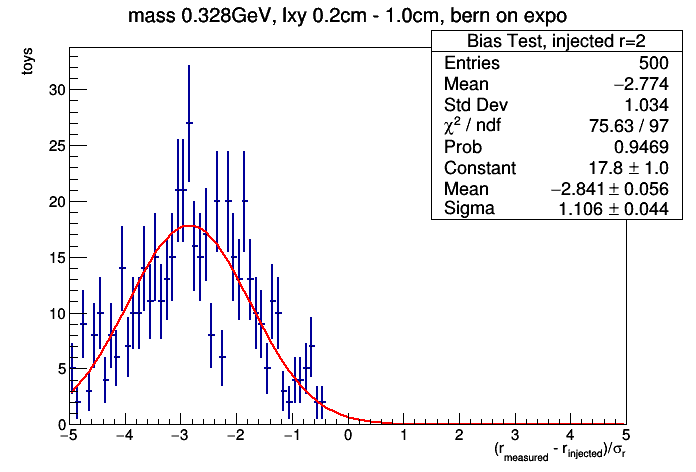 mass 0.328GeV, lxy 0.2cm - 1.0cm, bern on expo
Bias Test, injected r=2
Entries 500
Mean −2.774
Std Dev 1.034
χ² / ndf 75.63 / 97
Prob 0.9469
Constant 17.8 ± 1.0
Mean −2.841 ± 0.056
Sigma 1.106 ± 0.044
toys
30
25
20
15
10
5
0
−5 −4 −3 −2 −1 0 1 2 3 4 5
(r_measured - r_injected)/σ_r